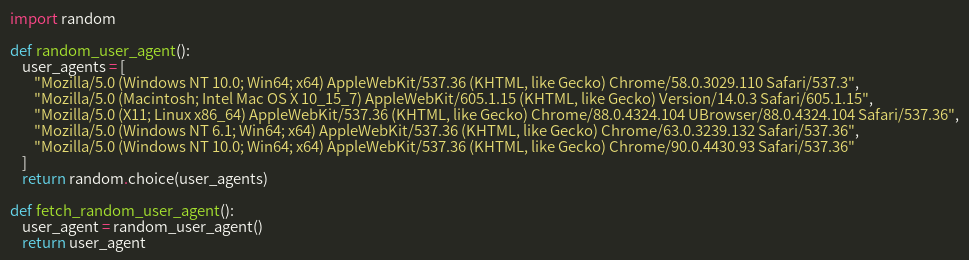 import random

def random_user_agent():
    user_agents = [
        "Mozilla/5.0 (Windows NT 10.0; Win64; x64) AppleWebKit/537.36 (KHTML, like Gecko) Chrome/58.0.3029.110 Safari/537.3",
        "Mozilla/5.0 (Macintosh; Intel Mac OS X 10_15_7) AppleWebKit/605.1.15 (KHTML, like Gecko) Version/14.0.3 Safari/605.1.15",
        "Mozilla/5.0 (X11; Linux x86_64) AppleWebKit/537.36 (KHTML, like Gecko) Chrome/88.0.4324.104 UBrowser/88.0.4324.104 Safari/537.36",
        "Mozilla/5.0 (Windows NT 6.1; Win64; x64) AppleWebKit/537.36 (KHTML, like Gecko) Chrome/63.0.3239.132 Safari/537.36",
        "Mozilla/5.0 (Windows NT 10.0; Win64; x64) AppleWebKit/537.36 (KHTML, like Gecko) Chrome/90.0.4430.93 Safari/537.36"
    ]
    return random.choice(user_agents)

def fetch_random_user_agent():
    user_agent = random_user_agent()
    return user_agent